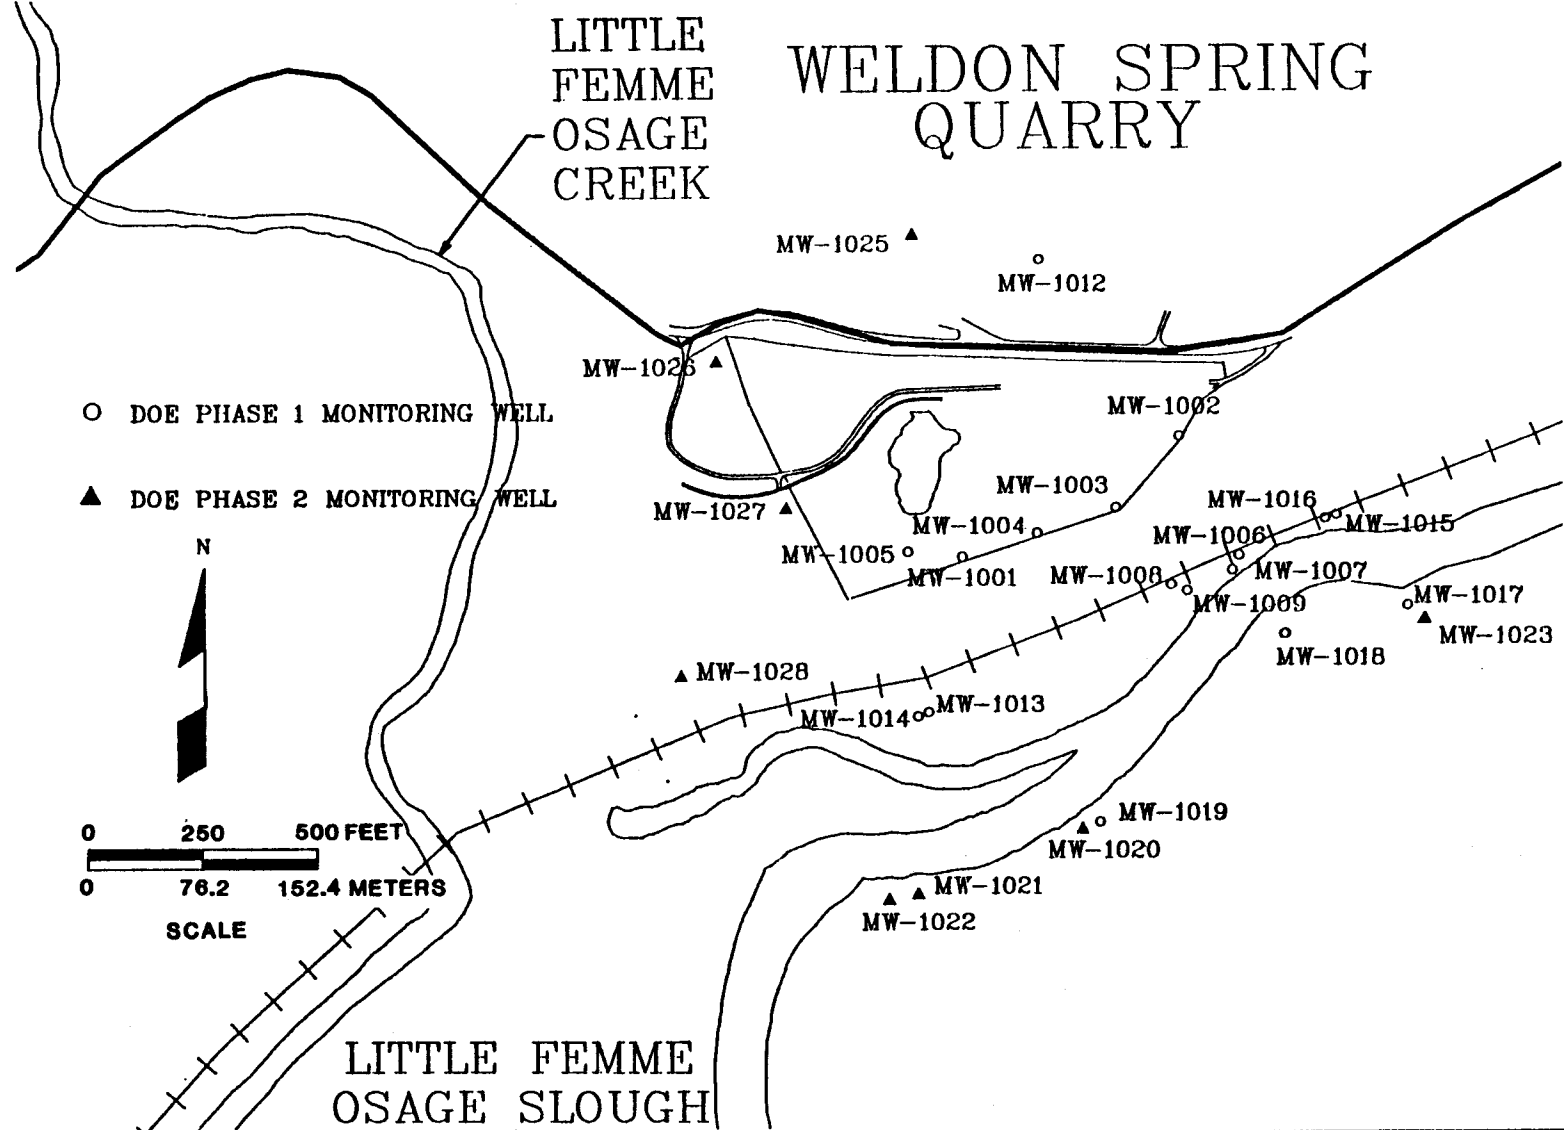 LITTLE
FEMME
OSAGE
CREEK
WELDON SPRING
QUARRY
MW-1025
MW-1012
MW-1026
MW-1002
○ DOE PHASE 1 MONITORING WELL
▲ DOE PHASE 2 MONITORING WELL
MW-1003
MW-1016
MW-1027
MW-1004
MW-1015
MW-1006
MW-1005
MW-1001
MW-1008
MW-1007
MW-1009
MW-1017
MW-1023
MW-1018
N
MW-1028
MW-1014
MW-1013
MW-1019
MW-1020
0 250 500 FEET
0 76.2 152.4 METERS
SCALE
MW-1021
MW-1022
LITTLE FEMME
OSAGE SLOUGH